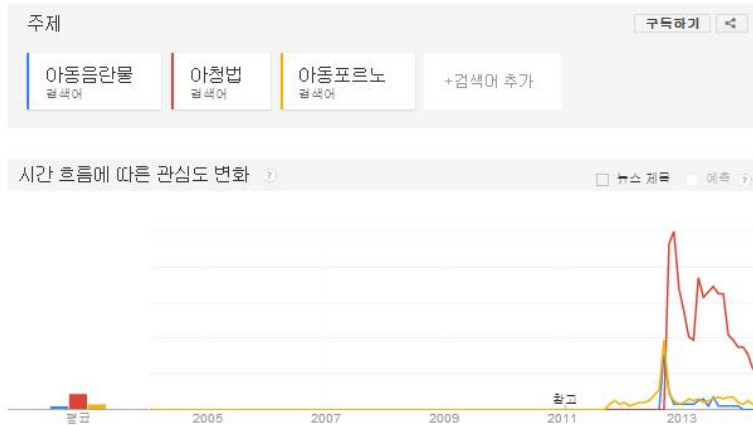 주제
구독하기
아동음란물
검색어
아청법
검색어
아동포르노
검색어
+검색어 추가
시간 흐름에 따른 관심도 변화 ?
뉴스 제목
예측 ?
참고
평균
2005
2007
2009
2011
2013